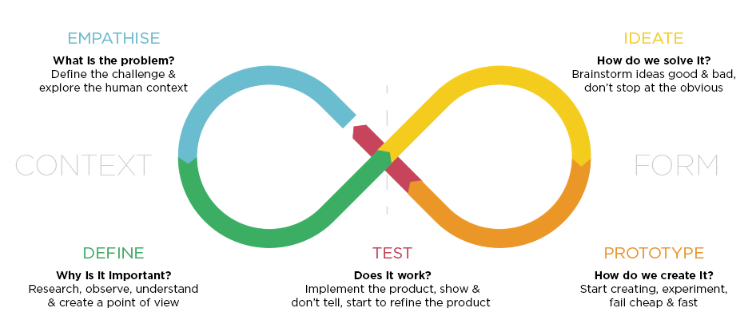 EMPATHISE
What is the problem?
Define the challenge &
explore the human context
IDEATE
How do we solve it?
Brainstorm ideas good & bad,
don't stop at the obvious
CONTEXT
FORM
DEFINE
Why is it important?
Research, observe, understand
& create a point of view
TEST
Does it work?
Implement the product, show &
don't tell, start to refine the product
PROTOTYPE
How do we create it?
Start creating, experiment,
fail cheap & fast